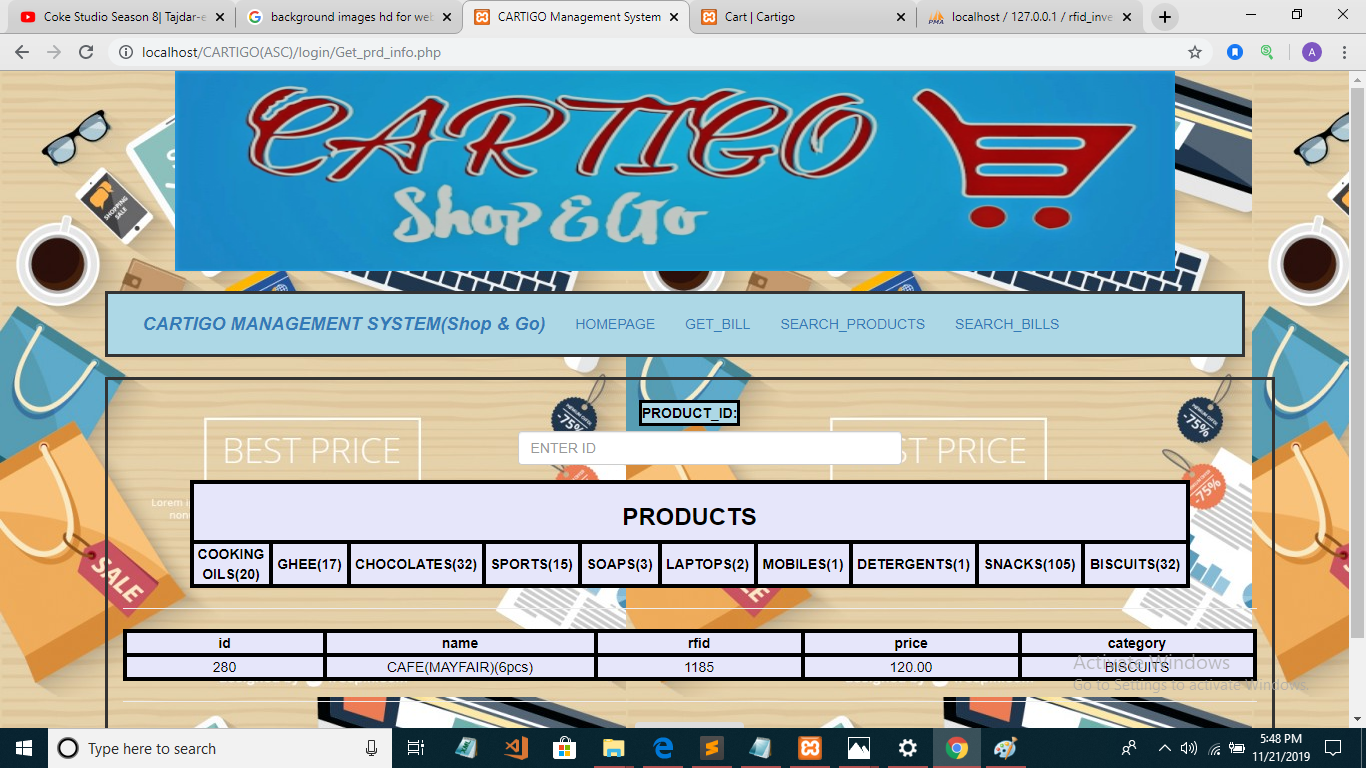 Coke Studio Season 8| Tajdar-e
background images hd for web
CARTIGO Management System
Cart | Cartigo
localhost / 127.0.0.1 / rfid_inve
localhost/CARTIGO(ASC)/login/Get_prd_info.php
A
CARTIGO
Shop & Go
SHOPPING SALE
CARTIGO MANAGEMENT SYSTEM(Shop & Go)
HOMEPAGE
GET_BILL
SEARCH_PRODUCTS
SEARCH_BILLS
PRODUCT_ID:
ENTER ID
BEST PRICE
ST PRICE
-75%
-75%
-75%
Lorem i
non
SALE
PRODUCTS
COOKING OILS(20)
GHEE(17)
CHOCOLATES(32)
SPORTS(15)
SOAPS(3)
LAPTOPS(2)
MOBILES(1)
DETERGENTS(1)
SNACKS(105)
BISCUITS(32)
id name rfid price category
280 CAFE(MAYFAIR)(6pcs) 1185 120.00 BISCUITS
Activate Windows
Go to Settings to activate Windows.
Type here to search
5:48 PM
11/21/2019